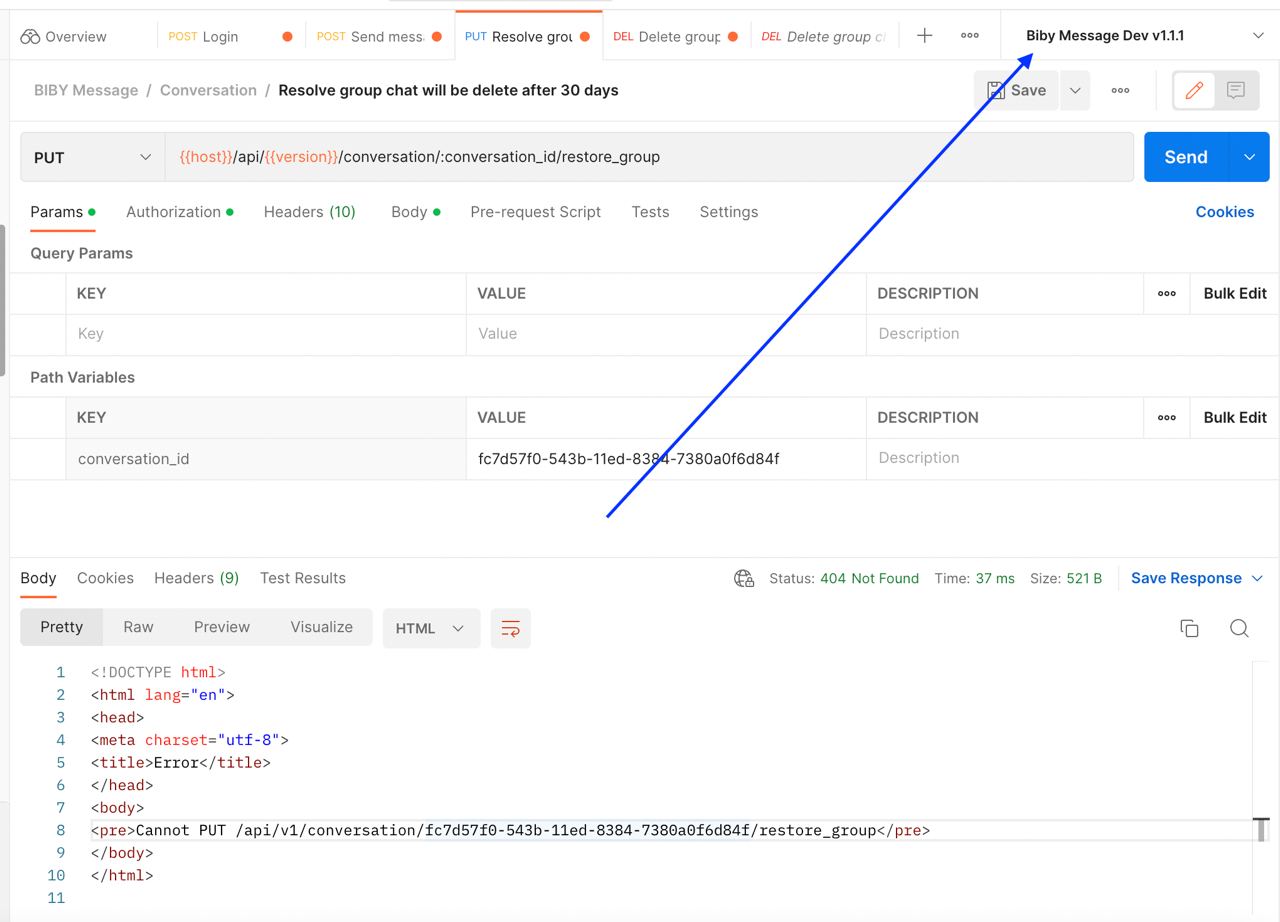 Overview POST Login POST Send mess PUT Resolve grou DEL Delete group DEL Delete group c Biby Message Dev v1.1.1
BIBY Message / Conversation / Resolve group chat will be delete after 30 days Save
PUT {{host}}/api/{{version}}/conversation/:conversation_id/restore_group Send
Params Authorization Headers (10) Body Pre-request Script Tests Settings Cookies
Query Params
KEY VALUE DESCRIPTION Bulk Edit
Key Value Description
Path Variables
KEY VALUE DESCRIPTION Bulk Edit
conversation_id fc7d57f0-543b-11ed-8384-7380a0f6d84f Description
Body Cookies Headers (9) Test Results Status: 404 Not Found Time: 37 ms Size: 521 B Save Response
Pretty Raw Preview Visualize HTML
1 <!DOCTYPE html>
2 <html lang="en">
3 <head>
4 <meta charset="utf-8">
5 <title>Error</title>
6 </head>
7 <body>
8 <pre>Cannot PUT /api/v1/conversation/fc7d57f0-543b-11ed-8384-7380a0f6d84f/restore_group</pre>
9 </body>
10 </html>
11